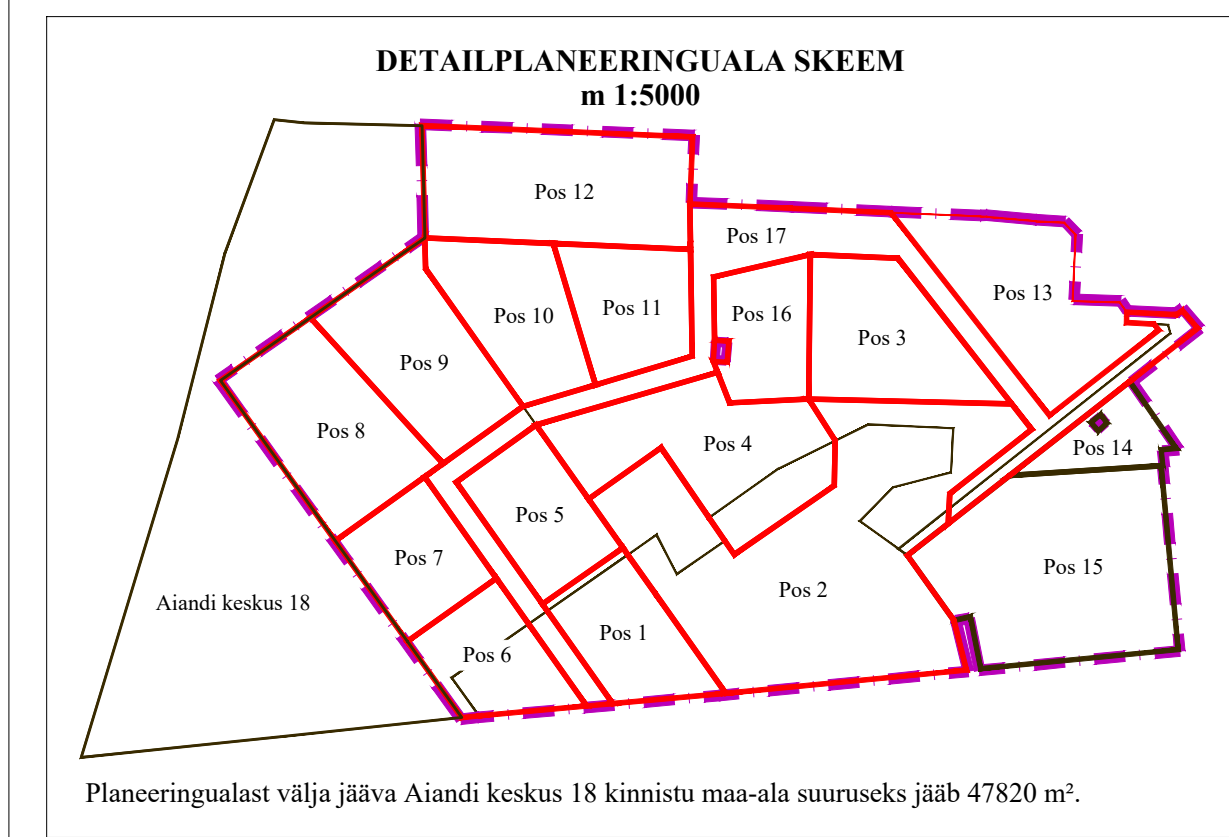 DETAILPLANEERINGUALA SKEEM
m 1:5000
Pos 12
Pos 17
Pos 13
Pos 10
Pos 11
Pos 16
Pos 3
Pos 9
Pos 8
Pos 4
Pos 14
Pos 5
Pos 7
Pos 15
Pos 2
Aiandi keskus 18
Pos 1
Pos 6
Planeeringualast välja jääva Aiandi keskus 18 kinnistu maa-ala suuruseks jääb 47820 m².